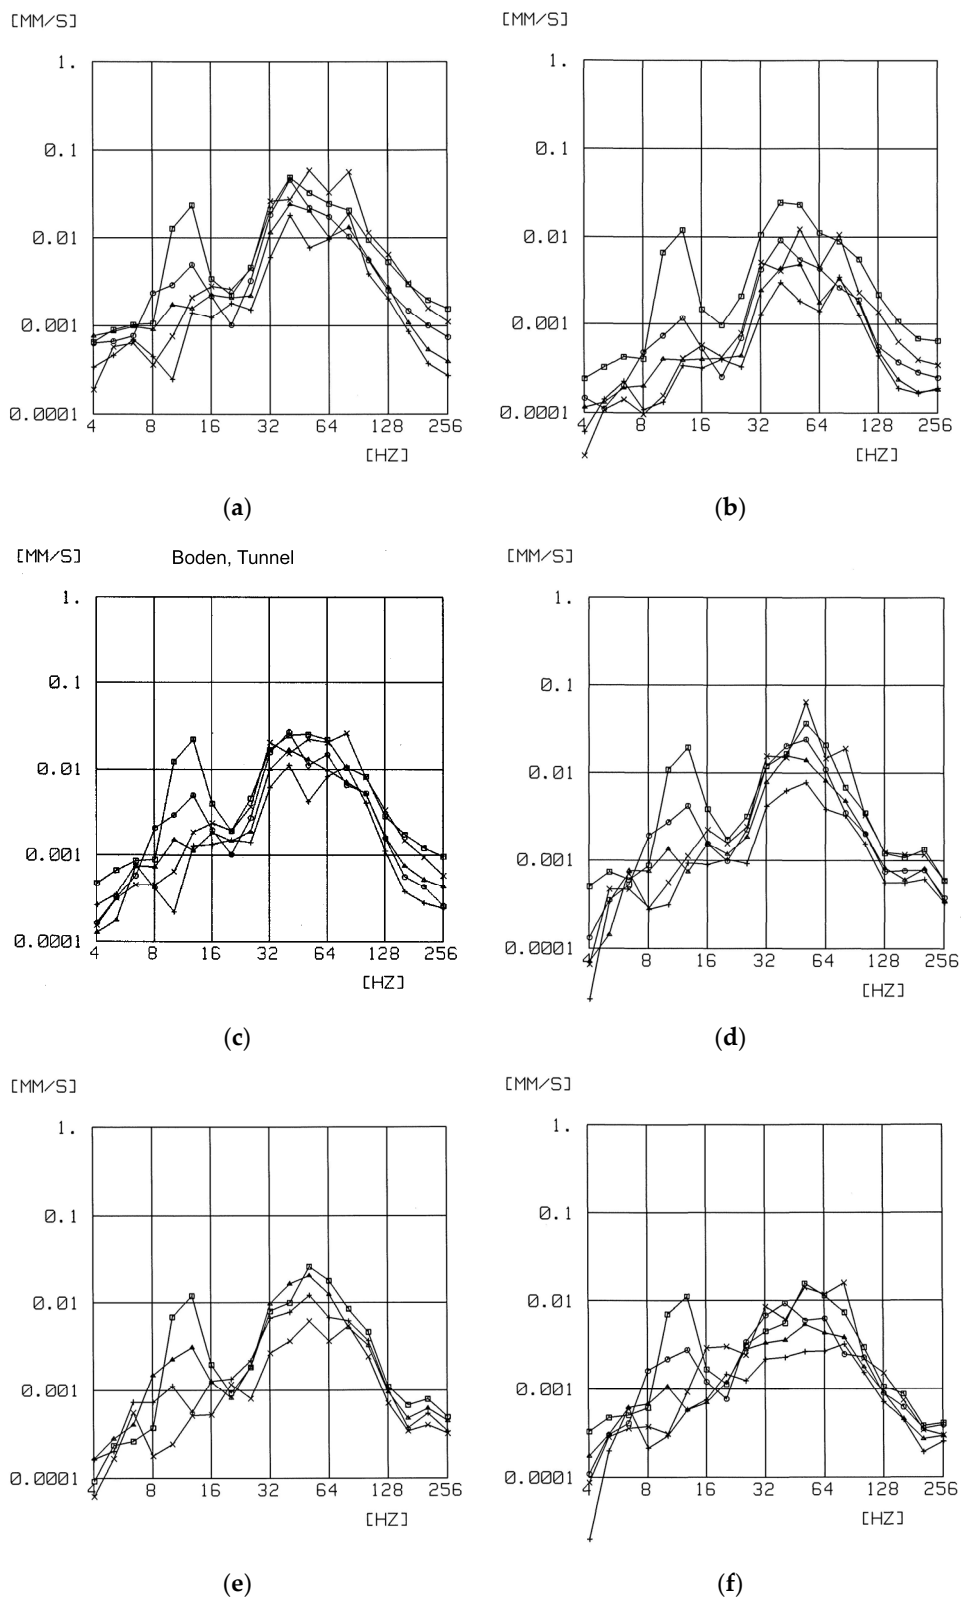 [MM/S] [MM/S]
1. 1.
0.1 0.1
0.01 0.01
0.001 0.001
0.0001 0.0001
4 8 16 32 64 128 256 4 8 16 32 64 128 256
[HZ] [HZ]
(a) (b)
[MM/S] Boden, Tunnel [MM/S]
1. 1.
0.1 0.1
0.01 0.01
0.001 0.001
0.0001 0.0001
4 8 16 32 64 128 256 4 8 16 32 64 128 256
[HZ] [HZ]
(c) (d)
[MM/S] [MM/S]
1. 1.
0.1 0.1
0.01 0.01
0.001 0.001
0.0001 0.0001
4 8 16 32 64 128 256 4 8 16 32 64 128 256
[HZ] [HZ]
(e) (f)